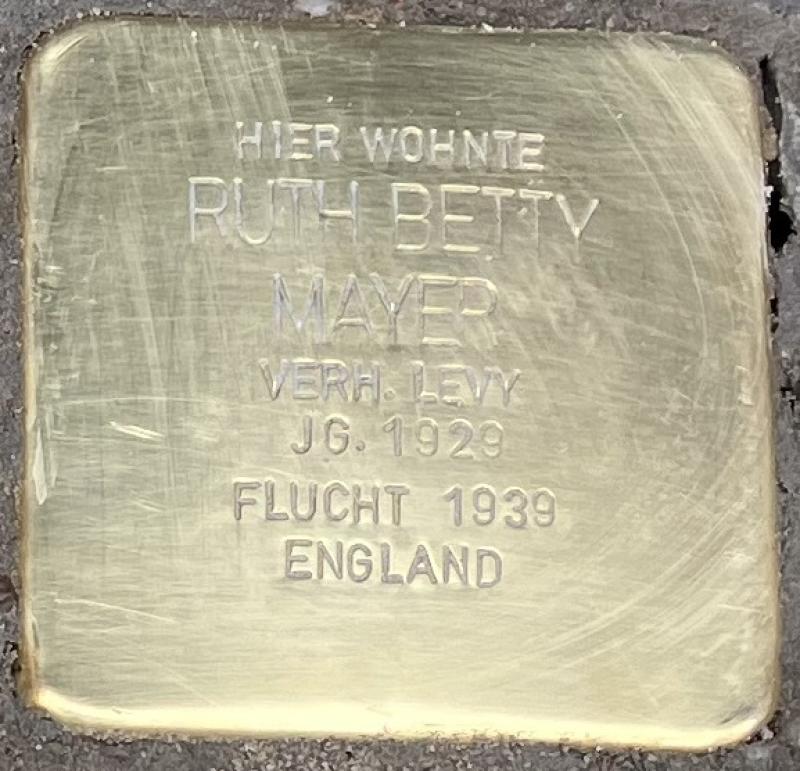 HIER WOHNTE
RUTH BETTY
MAYER
VERH. LEVY
JG. 1929
FLUCHT 1939
ENGLAND